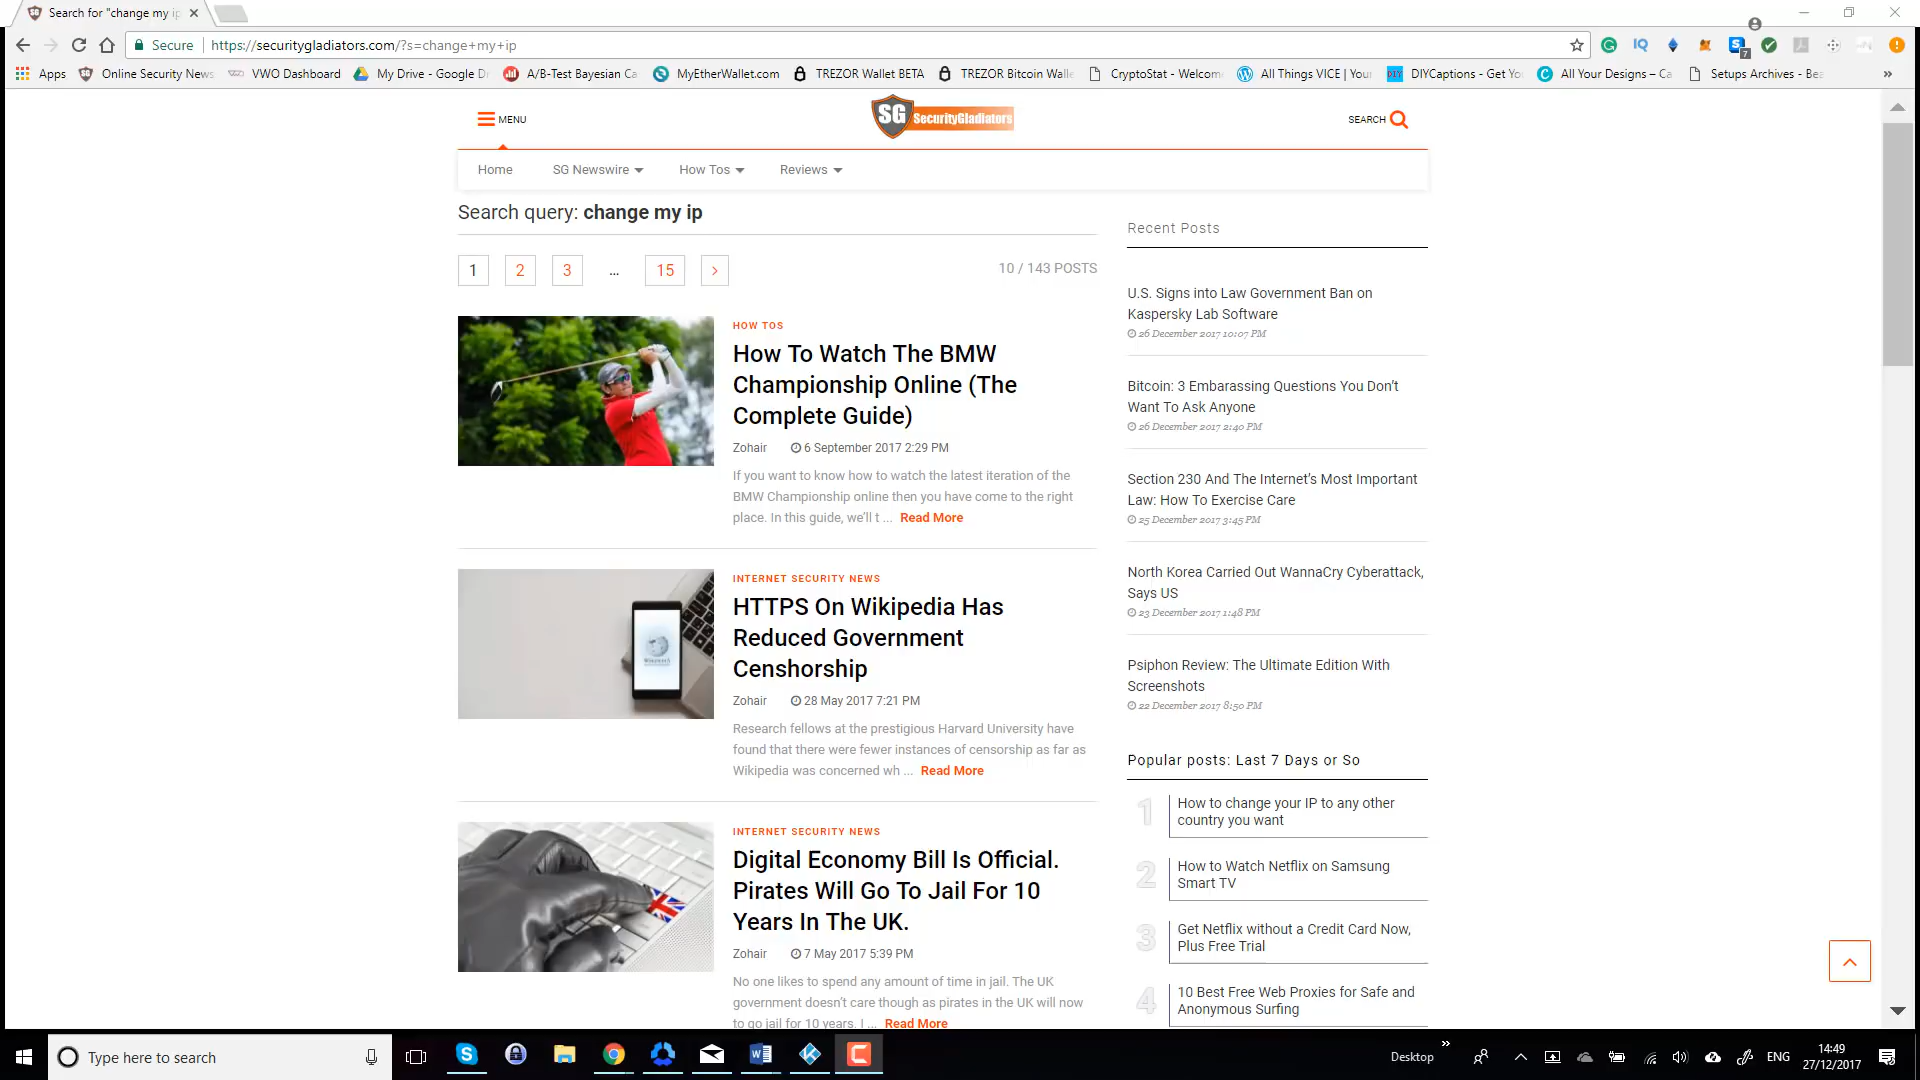 Search for "change my ip
Secure
https://securitygladiators.com/?s=change+my+ip
Apps
Online Security News
VWO Dashboard
My Drive - Google Dr
A/B-Test Bayesian Ca
MyEtherWallet.com
TREZOR Wallet BETA
TREZOR Bitcoin Walle
CryptoStat - Welcome
All Things VICE | Your
DIYCaptions - Get Yo
All Your Designs – Ca
Setups Archives - Bea
MENU
SG SecurityGladiators
SEARCH
Home
SG Newswire
How Tos
Reviews
Search query: change my ip
1
2
3
...
15
10 / 143 POSTS
HOW TOS
How To Watch The BMW
Championship Online (The
Complete Guide)
Zohair
6 September 2017 2:29 PM
If you want to know how to watch the latest iteration of the
BMW Championship online then you have come to the right
place. In this guide, we'll t ... Read More
INTERNET SECURITY NEWS
HTTPS On Wikipedia Has
Reduced Government
Censhorship
Zohair
28 May 2017 7:21 PM
Research fellows at the prestigious Harvard University have
found that there were fewer instances of censorship as far as
Wikipedia was concerned wh ... Read More
INTERNET SECURITY NEWS
Digital Economy Bill Is Official.
Pirates Will Go To Jail For 10
Years In The UK.
Zohair
7 May 2017 5:39 PM
No one likes to spend any amount of time in jail. The UK
government doesn't care though as pirates in the UK will now
to go jail for 10 years. I ... Read More
Recent Posts
U.S. Signs into Law Government Ban on
Kaspersky Lab Software
26 December 2017 10:07 PM
Bitcoin: 3 Embarassing Questions You Don't
Want To Ask Anyone
26 December 2017 2:40 PM
Section 230 And The Internet's Most Important
Law: How To Exercise Care
25 December 2017 3:45 PM
North Korea Carried Out WannaCry Cyberattack,
Says US
23 December 2017 1:48 PM
Psiphon Review: The Ultimate Edition With
Screenshots
22 December 2017 8:50 PM
Popular posts: Last 7 Days or So
1
How to change your IP to any other
country you want
2
How to Watch Netflix on Samsung
Smart TV
3
Get Netflix without a Credit Card Now,
Plus Free Trial
4
10 Best Free Web Proxies for Safe and
Anonymous Surfing
Type here to search
Desktop
ENG
14:49
27/12/2017